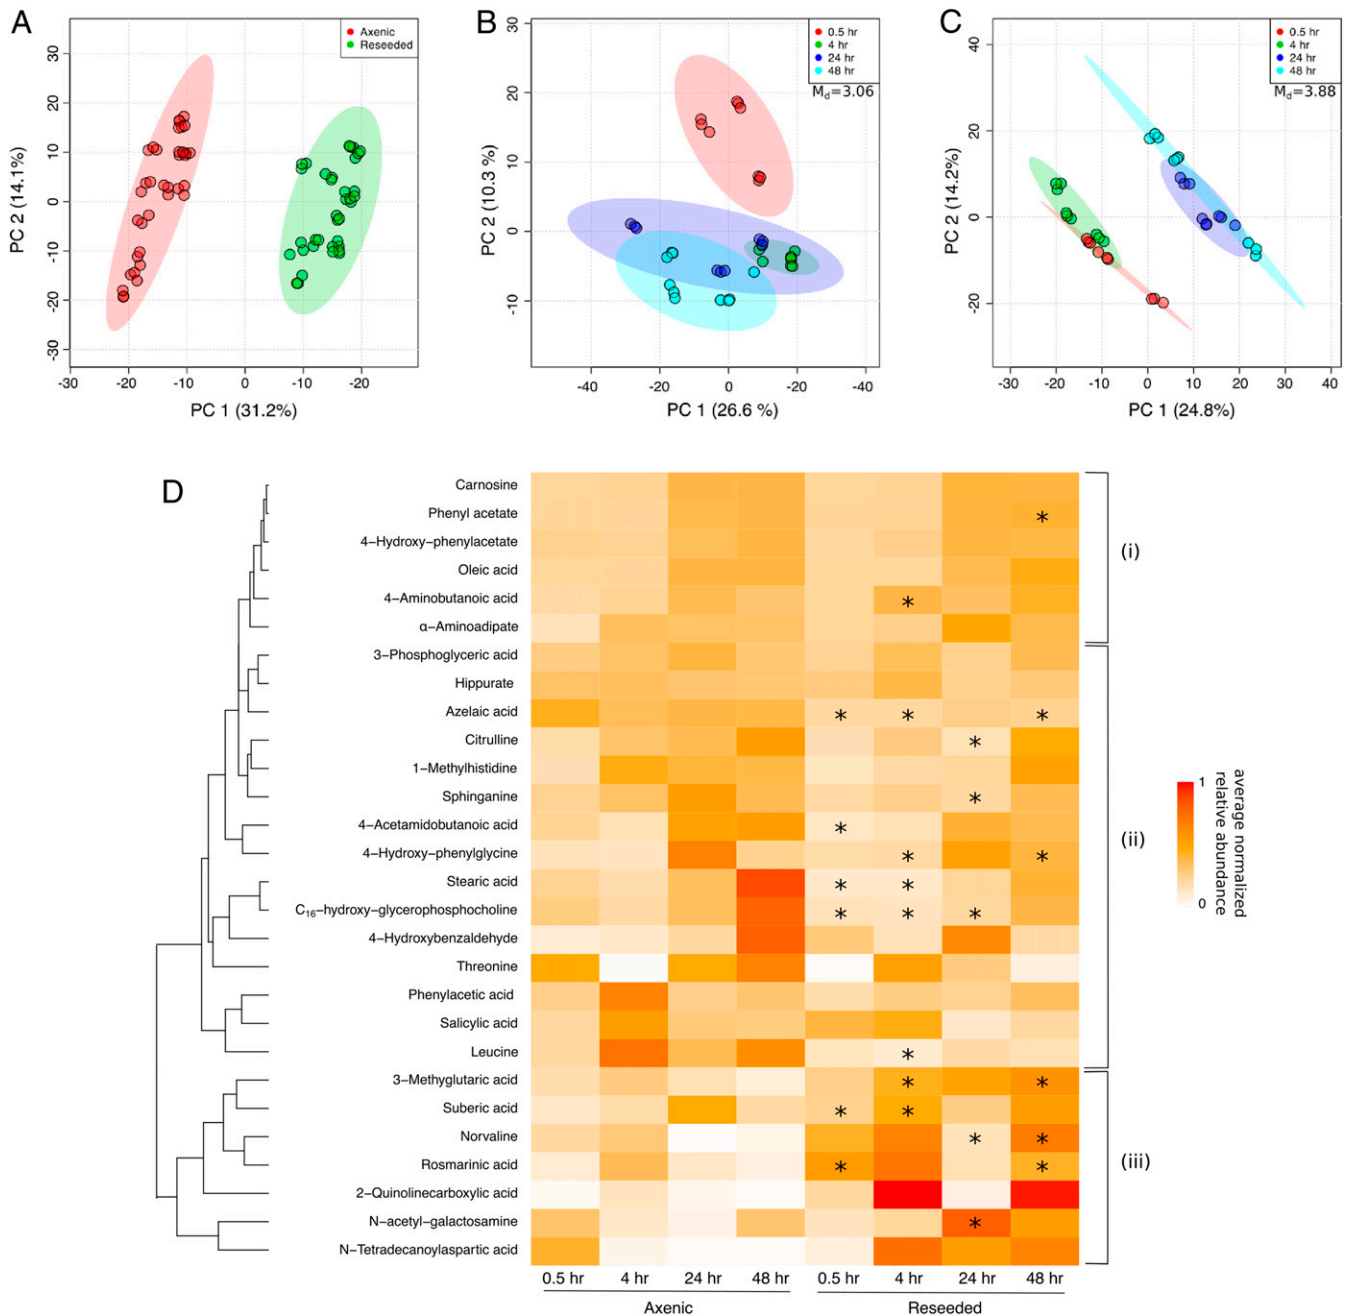 A
Axenic
Reseeded
30
20
10
0
-10
-20
-30
PC 2 (14.1%)
-30
-20
-10
0
-10
-20
PC 1 (31.2%)
B
0.5 hr
4 hr
24 hr
48 hr
Md=3.06
30
20
10
0
-10
PC 2 (10.3 %)
-40
-20
0
-20
-40
PC 1 (26.6 %)
C
0.5 hr
4 hr
24 hr
48 hr
Md=3.88
40
20
0
-20
PC 2 (14.2%)
-30
-20
-10
0
10
20
30
40
PC 1 (24.8%)
D
Carnosine
Phenyl acetate *
4–Hydroxy–phenylacetate
Oleic acid
4–Aminobutanoic acid *
α–Aminoadipate
3–Phosphoglyceric acid
Hippurate
Azelaic acid * * *
Citrulline *
1–Methylhistidine
Sphinganine *
4–Acetamidobutanoic acid *
4–Hydroxy–phenylglycine * *
Stearic acid * *
C16–hydroxy–glycerophosphocholine * * *
4–Hydroxybenzaldehyde
Threonine
Phenylacetic acid
Salicylic acid
Leucine *
3–Methyglutaric acid * *
Suberic acid * *
Norvaline * *
Rosmarinic acid * *
2–Quinolinecarboxylic acid
N–acetyl–galactosamine *
N–Tetradecanoylaspartic acid
(i)
(ii)
(iii)
0.5 hr 4 hr 24 hr 48 hr 0.5 hr 4 hr 24 hr 48 hr
Axenic Reseeded
1
0
average normalized
relative abundance